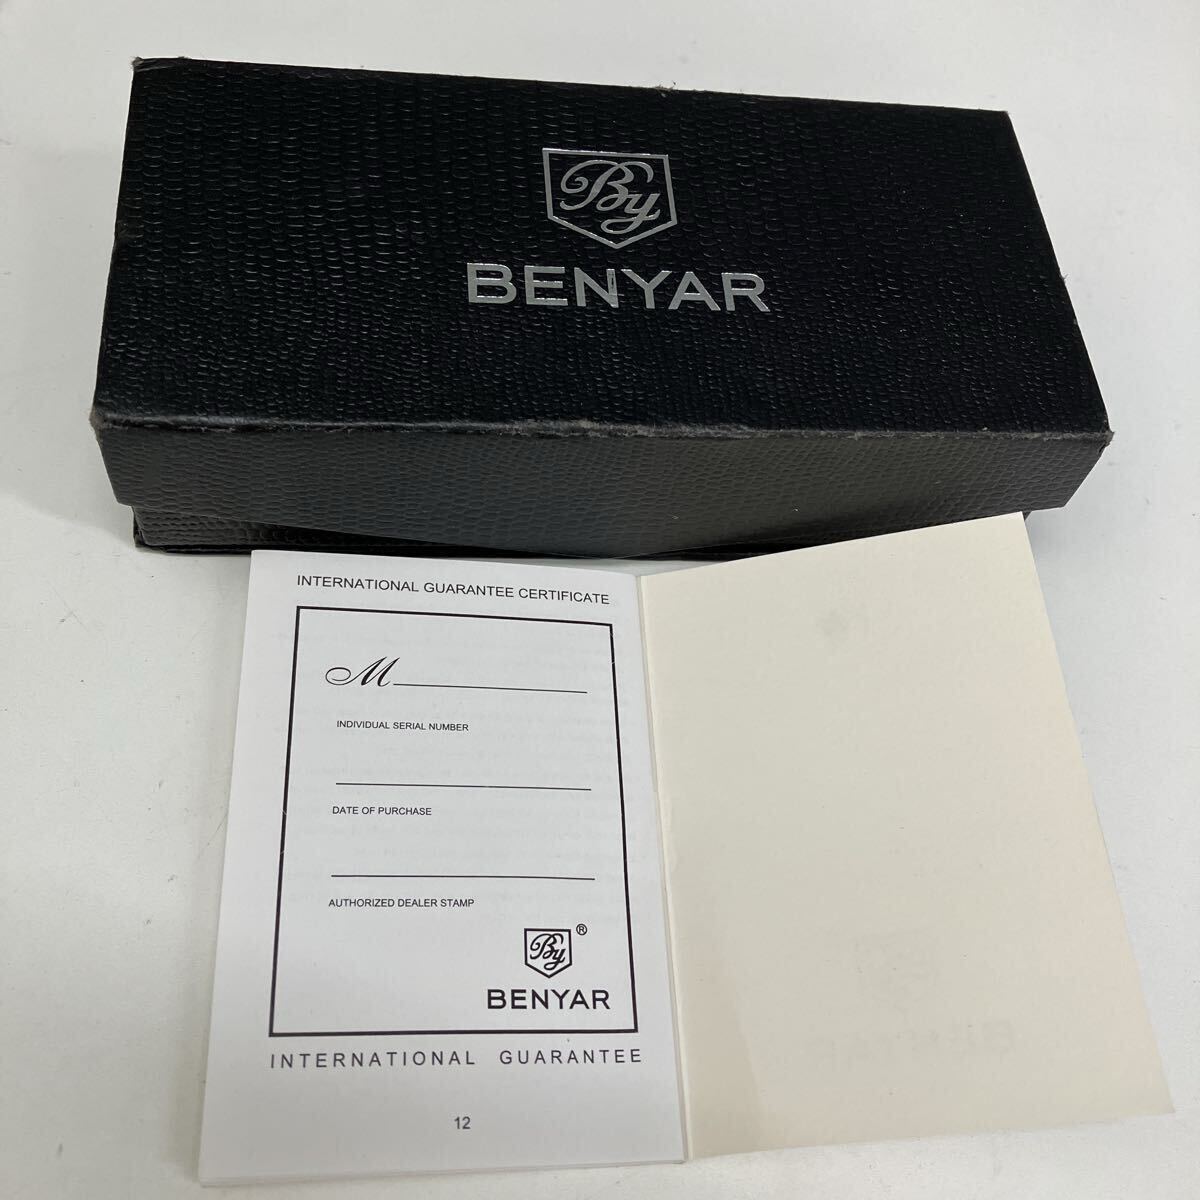 By
BENYAR
INTERNATIONAL GUARANTEE CERTIFICATE
M
INDIVIDUAL SERIAL NUMBER
DATE OF PURCHASE
AUTHORIZED DEALER STAMP
By ®
BENYAR
INTERNATIONAL GUARANTEE
12